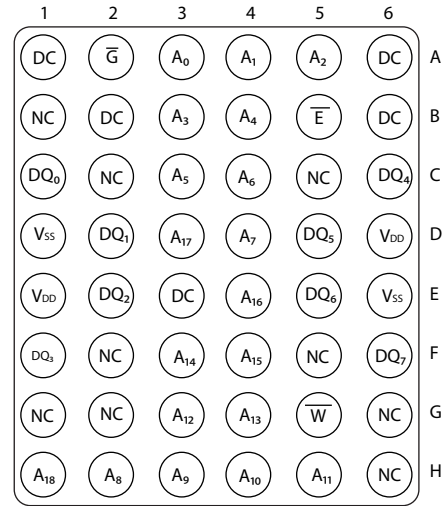 1 2 3 4 5 6
DC G̅ A₀ A₁ A₂ DC A
NC DC A₃ A₄ E̅ DC B
DQ₀ NC A₅ A₆ NC DQ₄ C
VSS DQ₁ A₁₇ A₇ DQ₅ VDD D
VDD DQ₂ DC A₁₆ DQ₆ VSS E
DQ₃ NC A₁₄ A₁₅ NC DQ₇ F
NC NC A₁₂ A₁₃ W̅ NC G
A₁₈ A₈ A₉ A₁₀ A₁₁ NC H